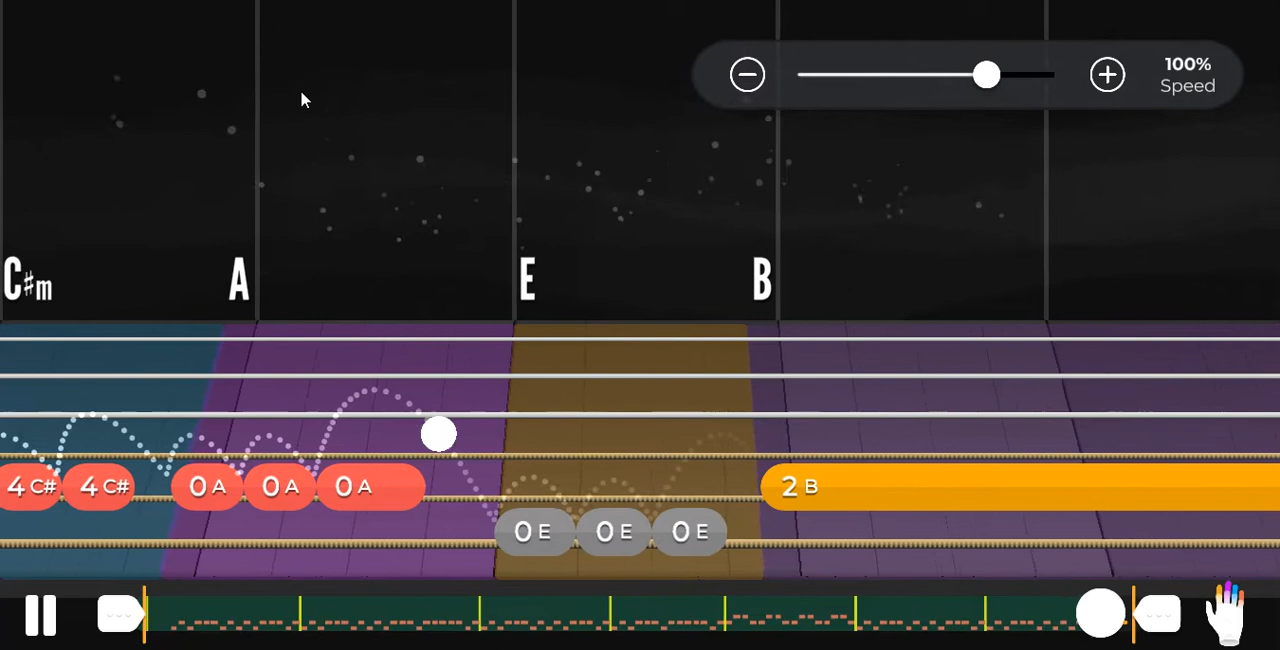 100%
Speed
C#m A E B
4 C# 4 C# 0 A 0 A 0 A 2 B
0 E 0 E 0 E